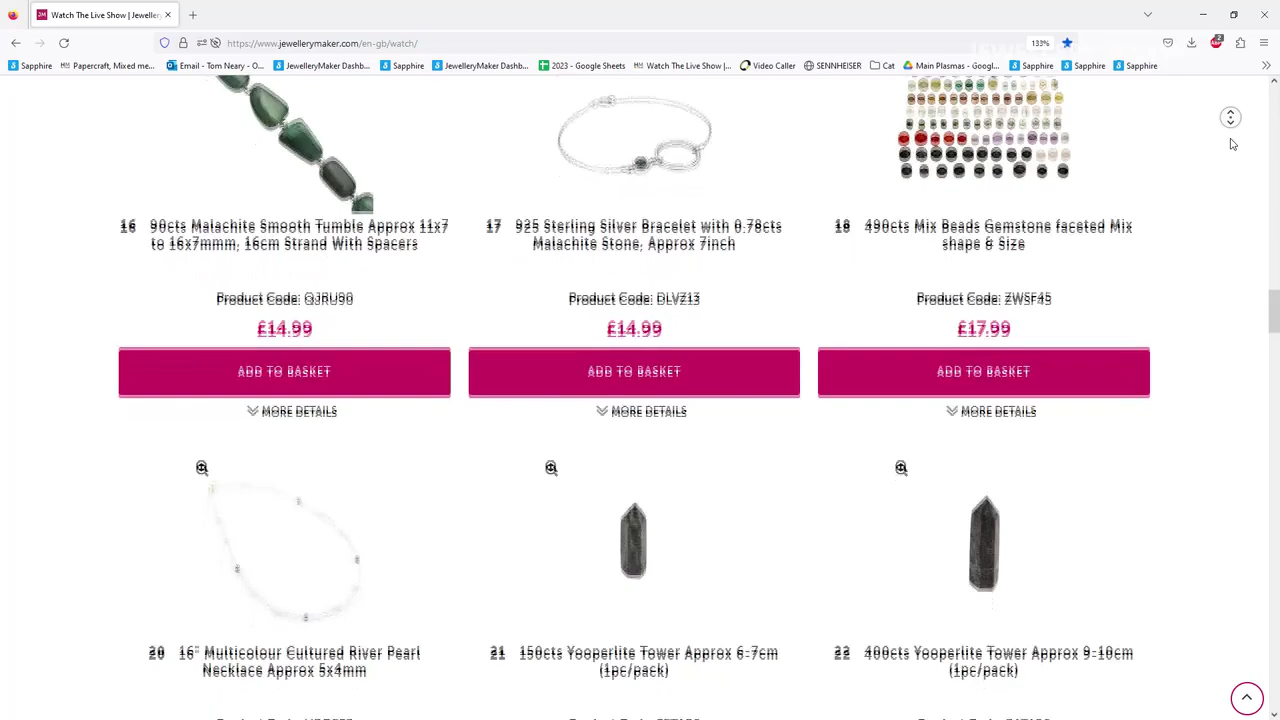 Watch The Live Show | Jewellery
https://www.jewellerymaker.com/en-gb/watch/
133%
2
Sapphire
Papercraft, Mixed me...
Email - Tom Neary - O...
JewelleryMaker Dashb...
Sapphire
JewelleryMaker Dashb...
2023 - Google Sheets
Watch The Live Show |...
Video Caller
SENNHEISER
Cat
Main Plasmas - Googl...
Sapphire
Sapphire
Sapphire
16 90cts Malachite Smooth Tumble Approx 11x7
to 16x7mmm, 16cm Strand With Spacers
Product Code: QJRU90
£14.99
ADD TO BASKET
MORE DETAILS
17 925 Sterling Silver Bracelet with 0.78cts
Malachite Stone, Approx 7inch
Product Code: DLVZ13
£14.99
ADD TO BASKET
MORE DETAILS
18 490cts Mix Beads Gemstone faceted Mix
shape & Size
Product Code: ZWSF45
£17.99
ADD TO BASKET
MORE DETAILS
20 16" Multicolour Cultured River Pearl
Necklace Approx 5x4mm
21 150cts Yooperlite Tower Approx 6-7cm
(1pc/pack)
22 400cts Yooperlite Tower Approx 9-10cm
(1pc/pack)